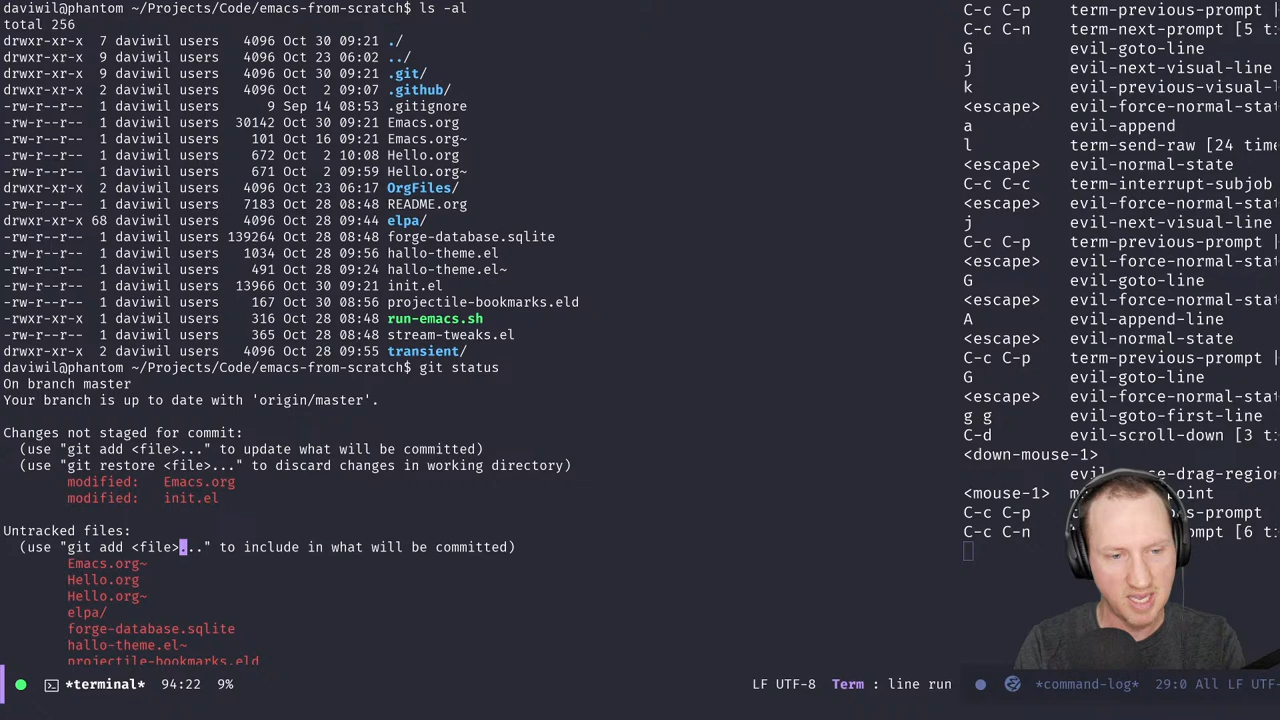 daviwil@phantom ~/Projects/Code/emacs-from-scratch$ ls -al
total 256
drwxr-xr-x  7 daviwil users   4096 Oct 30 09:21 ./
drwxr-xr-x  9 daviwil users   4096 Oct 23 06:02 ../
drwxr-xr-x  9 daviwil users   4096 Oct 30 09:21 .git/
drwxr-xr-x  2 daviwil users   4096 Oct  2 09:07 .github/
-rw-r--r--  1 daviwil users      9 Sep 14 08:53 .gitignore
-rw-r--r--  1 daviwil users  30142 Oct 30 09:21 Emacs.org
-rw-r--r--  1 daviwil users    101 Oct 16 09:21 Emacs.org~
-rw-r--r--  1 daviwil users    672 Oct  2 10:08 Hello.org
-rw-r--r--  1 daviwil users    671 Oct  2 09:59 Hello.org~
drwxr-xr-x  2 daviwil users   4096 Oct 23 06:17 OrgFiles/
-rw-r--r--  1 daviwil users   7183 Oct 28 08:48 README.org
drwxr-xr-x 68 daviwil users   4096 Oct 28 09:44 elpa/
-rw-r--r--  1 daviwil users 139264 Oct 28 08:48 forge-database.sqlite
-rw-r--r--  1 daviwil users   1034 Oct 28 09:56 hallo-theme.el
-rw-r--r--  1 daviwil users    491 Oct 28 09:24 hallo-theme.el~
-rw-r--r--  1 daviwil users  13966 Oct 30 09:21 init.el
-rw-r--r--  1 daviwil users    167 Oct 30 08:56 projectile-bookmarks.eld
-rwxr-xr-x  1 daviwil users    316 Oct 28 08:48 run-emacs.sh
-rw-r--r--  1 daviwil users    365 Oct 28 08:48 stream-tweaks.el
drwxr-xr-x  2 daviwil users   4096 Oct 28 09:55 transient/
daviwil@phantom ~/Projects/Code/emacs-from-scratch$ git status
On branch master
Your branch is up to date with 'origin/master'.
Changes not staged for commit:
(use "git add <file>..." to update what will be committed)
(use "git restore <file>..." to discard changes in working directory)
modified:   Emacs.org
modified:   init.el
Untracked files:
(use "git add <file>..." to include in what will be committed)
Emacs.org~
Hello.org
Hello.org~
elpa/
forge-database.sqlite
hallo-theme.el~
projectile-bookmarks.eld
*terminal* 94:22 9% LF UTF-8 Term : line run
C-c C-p term-previous-prompt [
C-c C-n term-next-prompt [5 ti
G evil-goto-line
j evil-next-visual-line
k evil-previous-visual-l
<escape> evil-force-normal-sta
a evil-append
l term-send-raw [24 time
<escape> evil-normal-state
C-c C-c term-interrupt-subjob
<escape> evil-force-normal-sta
j evil-next-visual-line
C-c C-p term-previous-prompt [
<escape> evil-force-normal-sta
G evil-goto-line
<escape> evil-force-normal-sta
A evil-append-line
<escape> evil-normal-state
C-c C-p term-previous-prompt [
G evil-goto-line
<escape> evil-force-normal-sta
g g evil-goto-first-line
C-d evil-scroll-down [3 ti
<down-mouse-1>
se-drag-region
<mouse-1> point
C-c C-p s-prompt
C-c C-n t [6 ti
*command-log* 29:0 All LF UTF-